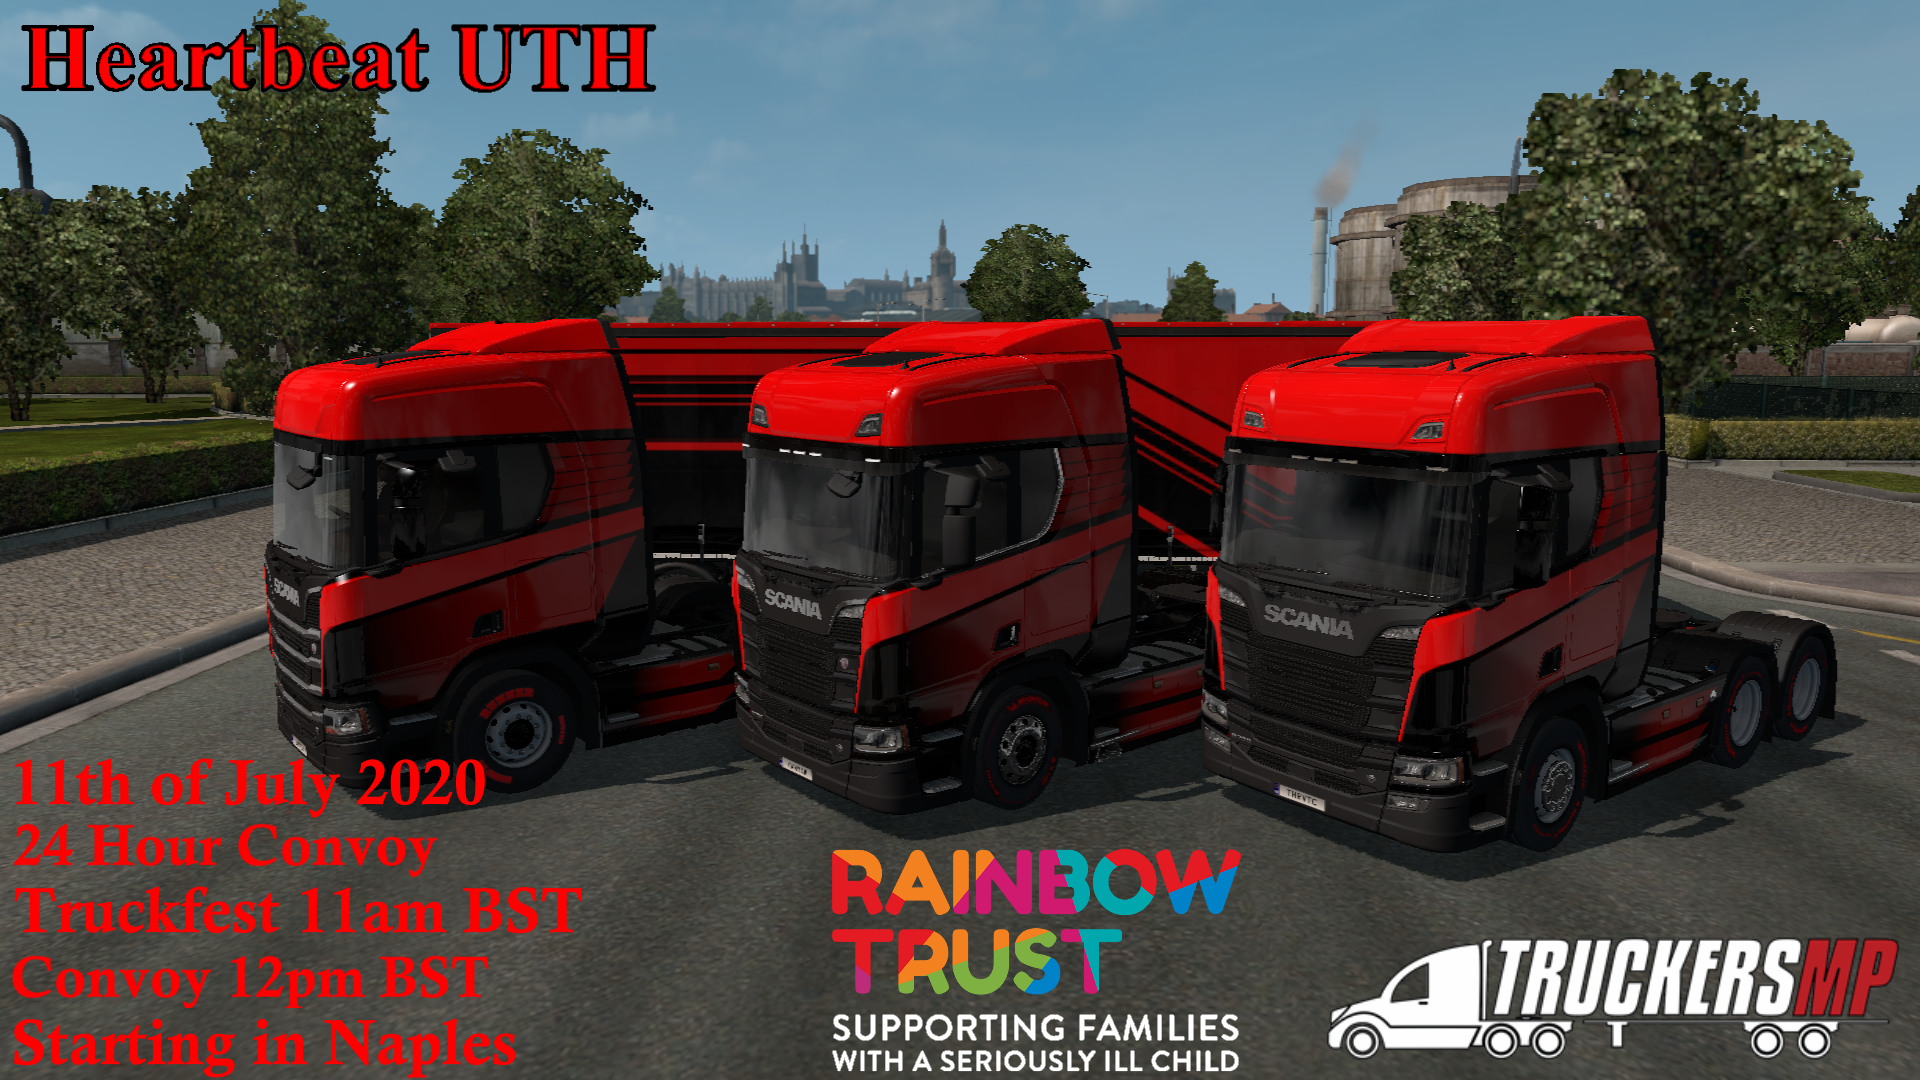 Heartbeat UTH
SCANIA
SCANIA
SCANIA
THEVTC
11th of July 2020
24 Hour Convoy
Truckfest 11am BST
Convoy 12pm BST
Starting in Naples
RAINBOW
TRUST
SUPPORTING FAMILIES
WITH A SERIOUSLY ILL CHILD
TRUCKERSMP